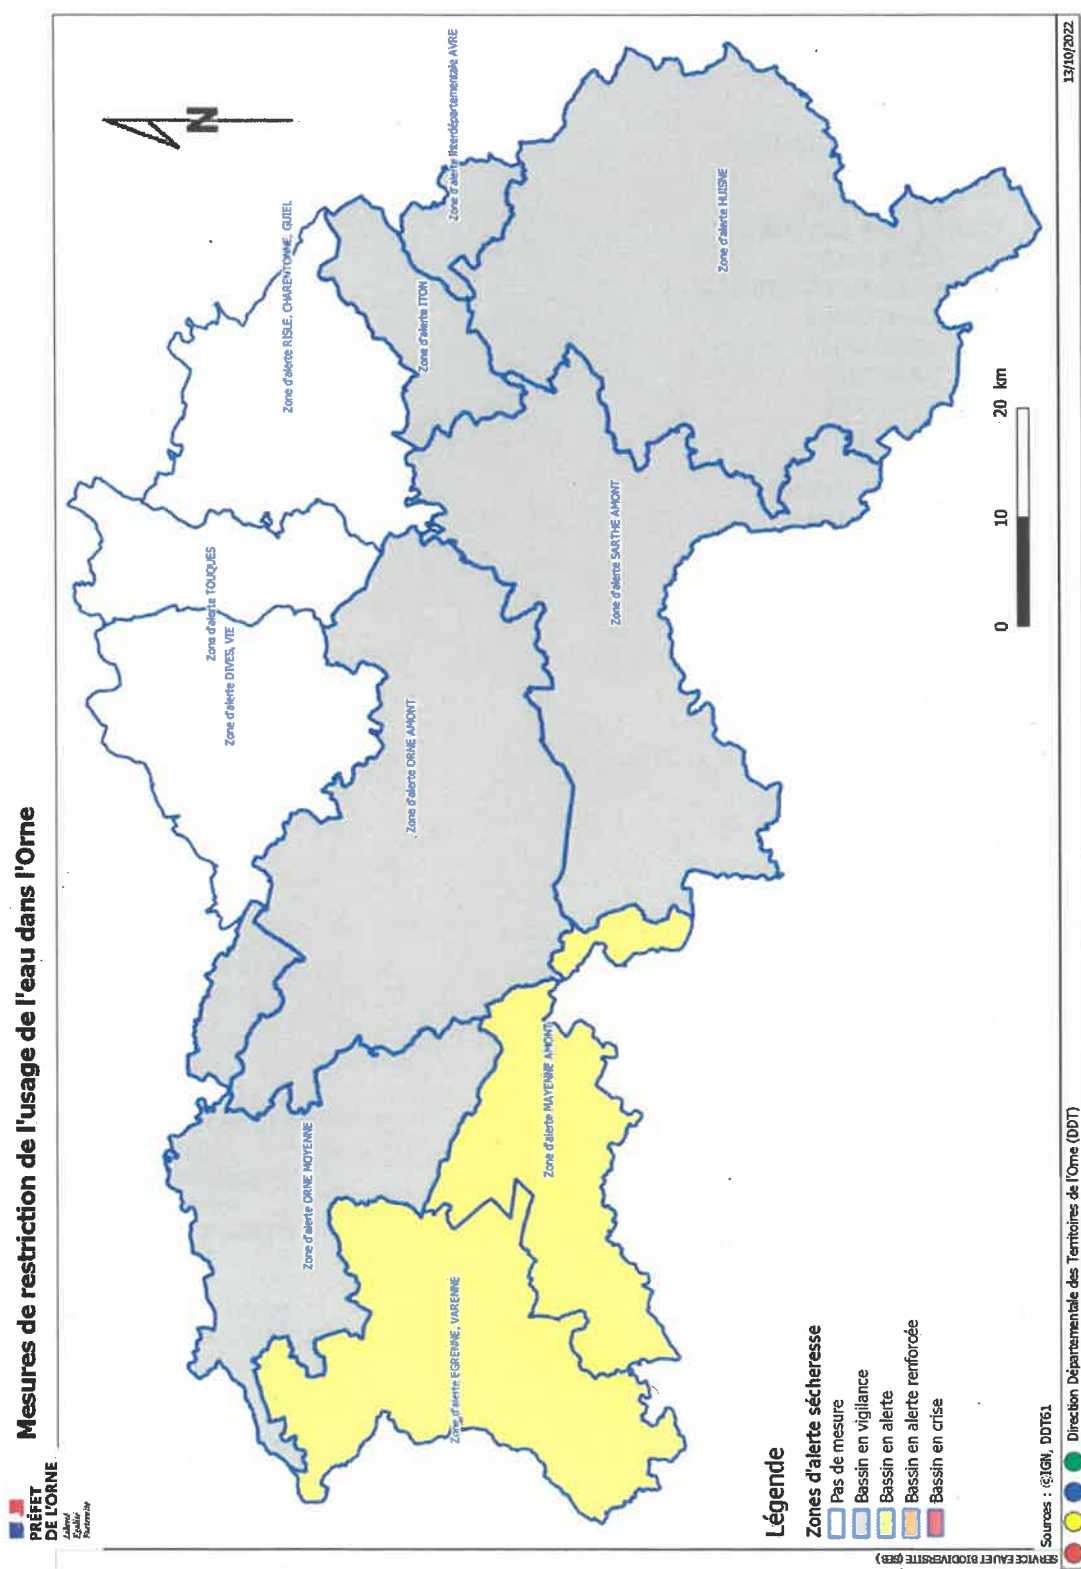 PRÉFET
DE L'ORNE
Liberté
Égalité
Fraternité
Mesures de restriction de l'usage de l'eau dans l'Orne
N
Zone d'alerte TOUQUES
Zone d'alerte DIVES, VIE
Zone d'alerte RISLE, CHARENTONNE, GUIEL
Zone d'alerte Interdépartementale AVRE
Zone d'alerte ITON
Zone d'alerte ORNE MOYENNE
Zone d'alerte ORNE AMONT
Zone d'alerte EGRENNE, VARENNE
Zone d'alerte MAYENNE AMONT
Zone d'alerte SARTHE AMONT
Zone d'alerte HUISNE
Légende
Zones d'alerte sécheresse
Pas de mesure
Bassin en vigilance
Bassin en alerte
Bassin en alerte renforcée
Bassin en crise
0 10 20 km
SERVICE EAU ET BIODIVERSITE (SEB)
Sources : ©IGN, DDT61
Direction Départementale des Territoires de l'Orne (DDT)
13/10/2022